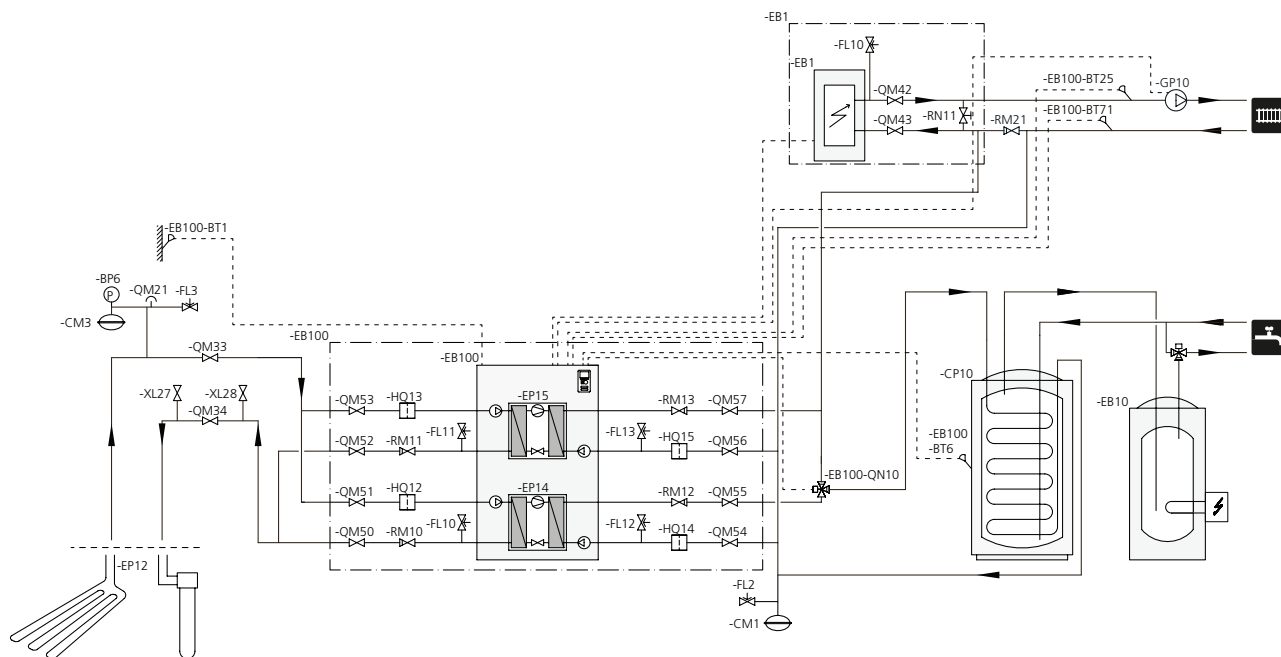 -EB1
-FL10
-EB1
-QM42
-EB100-BT25
-GP10
-QM43
-RN11
-RM21
-EB100-BT71
-EB100-BT1
-BP6
P
-QM21
-FL3
-CM3
-EB100
-QM33
-EB100
-XL27
-XL28
-QM34
-QM53
-HQ13
-EP15
-RM13
-QM57
-CP10
-EB10
-QM52
-RM11
-FL11
-FL13
-HQ15
-QM56
-EB100
-BT6
-QM51
-HQ12
-EP14
-RM12
-QM55
-EB100-QN10
-QM50
-RM10
-FL10
-FL12
-HQ14
-QM54
-EP12
-FL2
-CM1